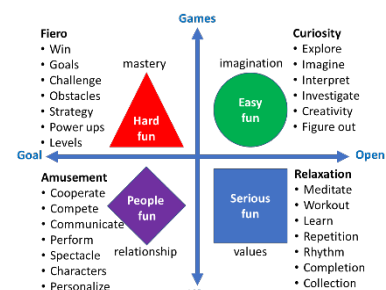 Games
Fiero
• Win
• Goals
• Challenge
• Obstacles
• Strategy
• Power ups
• Levels
mastery
Hard
fun
imagination
Easy
fun
Curiosity
• Explore
• Imagine
• Interpret
• Investigate
• Creativity
• Figure out
Goal
Open
Amusement
• Cooperate
• Compete
• Communicate
• Perform
• Spectacle
• Characters
• Personalize
People
fun
relationship
Serious
fun
values
Relaxation
• Meditate
• Workout
• Learn
• Repetition
• Rhythm
• Completion
• Collection